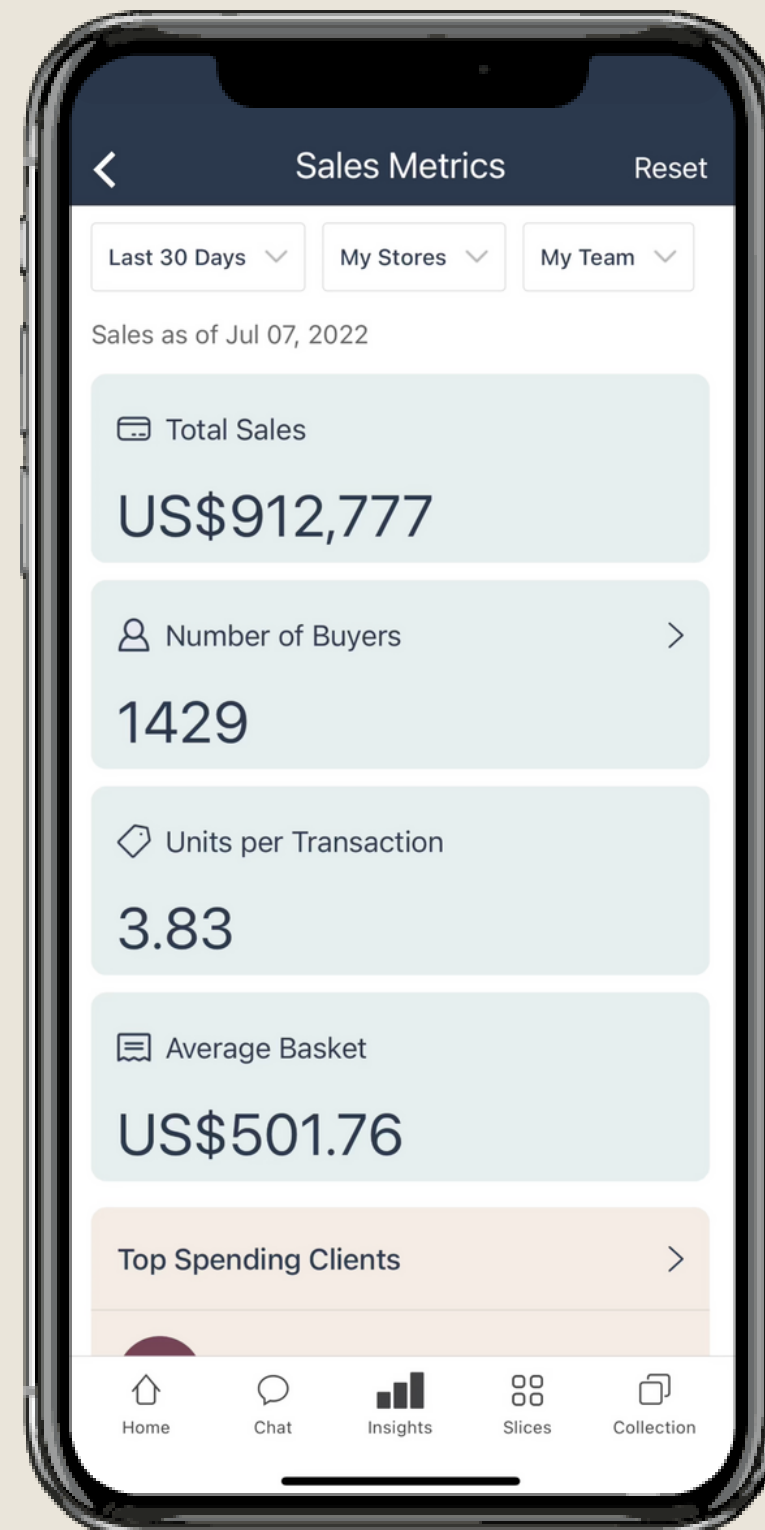 Sales Metrics Reset
Last 30 Days My Stores My Team
Sales as of Jul 07, 2022
Total Sales
US$912,777
Number of Buyers
1429
Units per Transaction
3.83
Average Basket
US$501.76
Top Spending Clients
Home Chat Insights Slices Collection